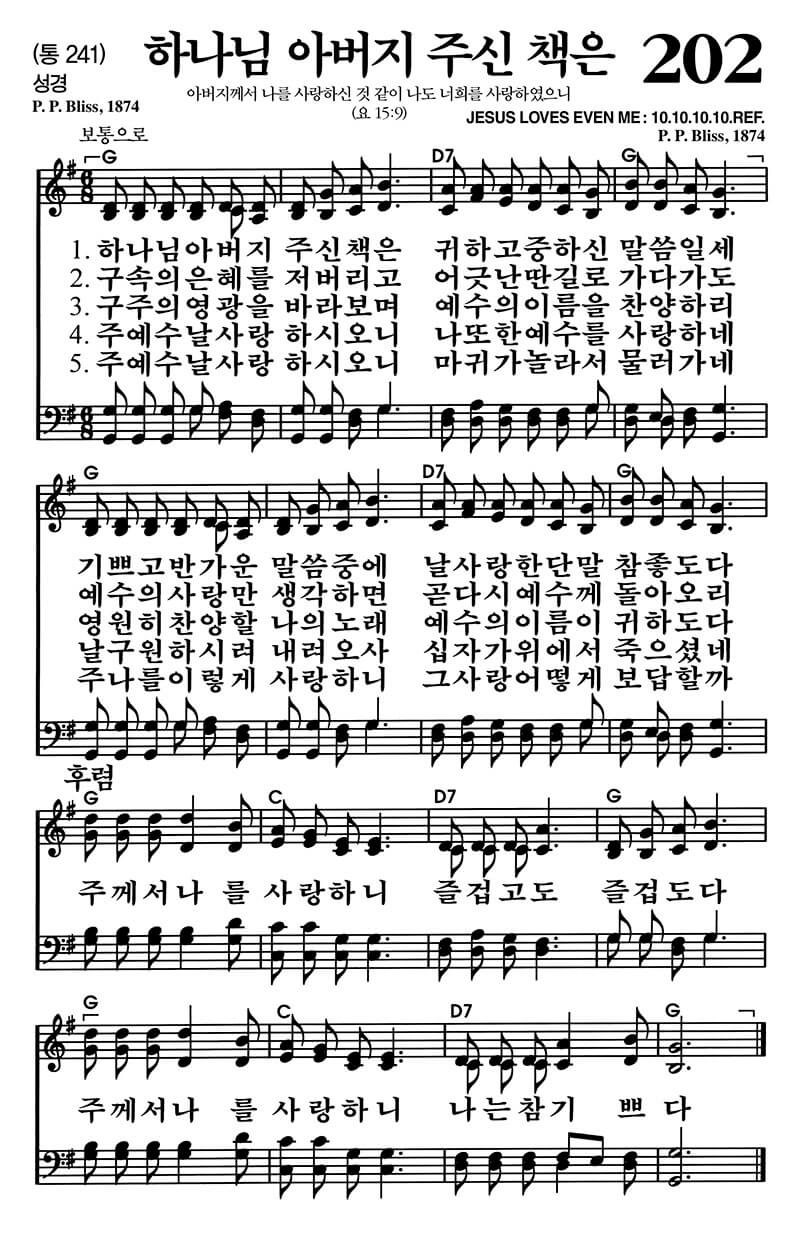 (통 241) 하나님 아버지 주신 책은 202
성경
아버지께서 나를 사랑하신 것 같이 나도 너희를 사랑하였으니
(요 15:9)
P. P. Bliss, 1874
JESUS LOVES EVEN ME : 10.10.10.10.REF.
보통으로
P. P. Bliss, 1874
G D7 G
6/8
1. 하나님아버지 주신책은 귀하고중하신 말씀일세
2. 구속의은혜를 저버리고 어긋난딴길로 가다가도
3. 구주의영광을 바라보며 예수의이름을 찬양하리
4. 주예수날사랑 하시오니 나또한예수를 사랑하네
5. 주예수날사랑 하시오니 마귀가놀라서 물러가네
6/8
G D7 G
기쁘고반가운 말씀중에 날사랑한단말 참좋도다
예수의사랑만 생각하면 곧다시예수께 돌아오리
영원히찬양할 나의노래 예수의이름이 귀하도다
날구원하시려 내려오사 십자가위에서 죽으셨네
주나를이렇게 사랑하니 그사랑어떻게 보답할까
후렴
G C D7 G
주께서나 를 사랑하니 즐겁고도 즐겁도다
G C D7 G
주께서나 를 사랑하니 나는참기 쁘 다